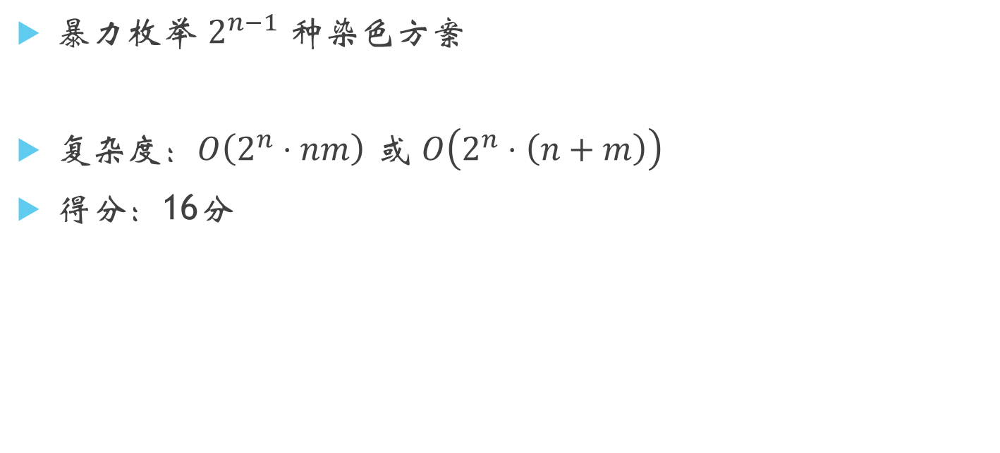 ▶ 暴力枚举 2^{n−1} 种染色方案
▶ 复杂度：O(2^n · nm) 或 O(2^n · (n + m))
▶ 得分：16分